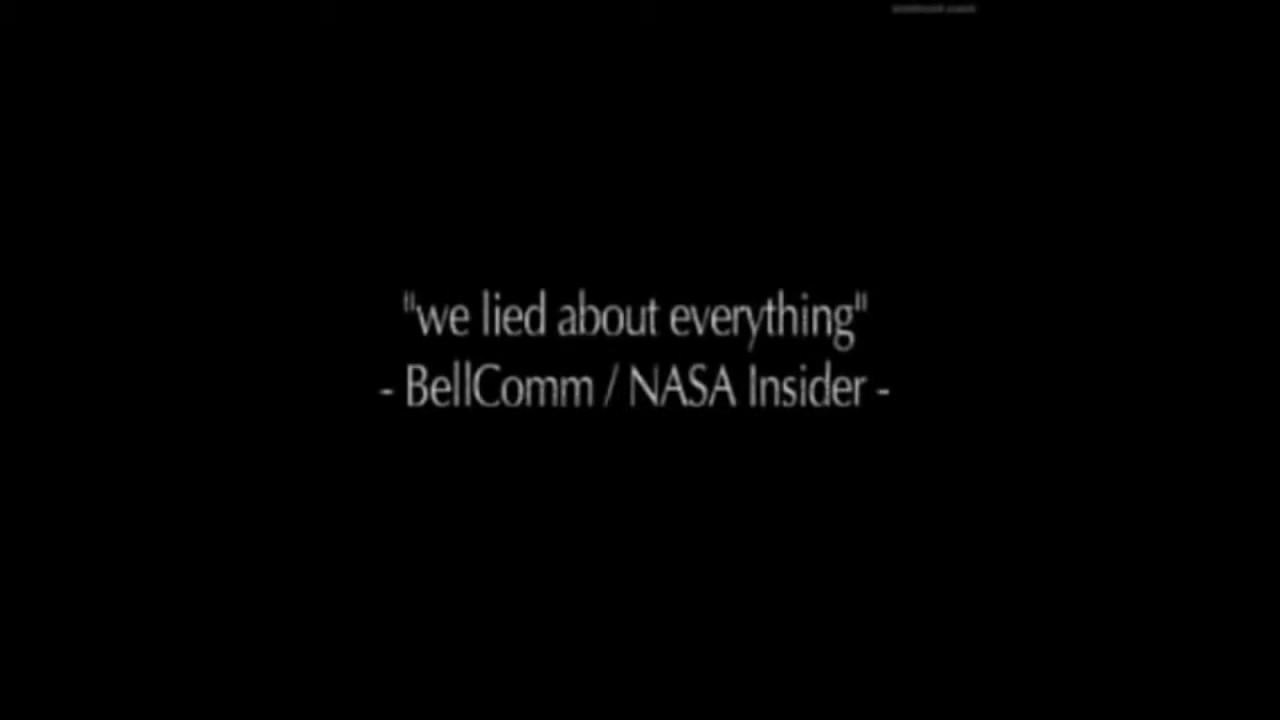 "we lied about everything"
- BellComm / NASA Insider -